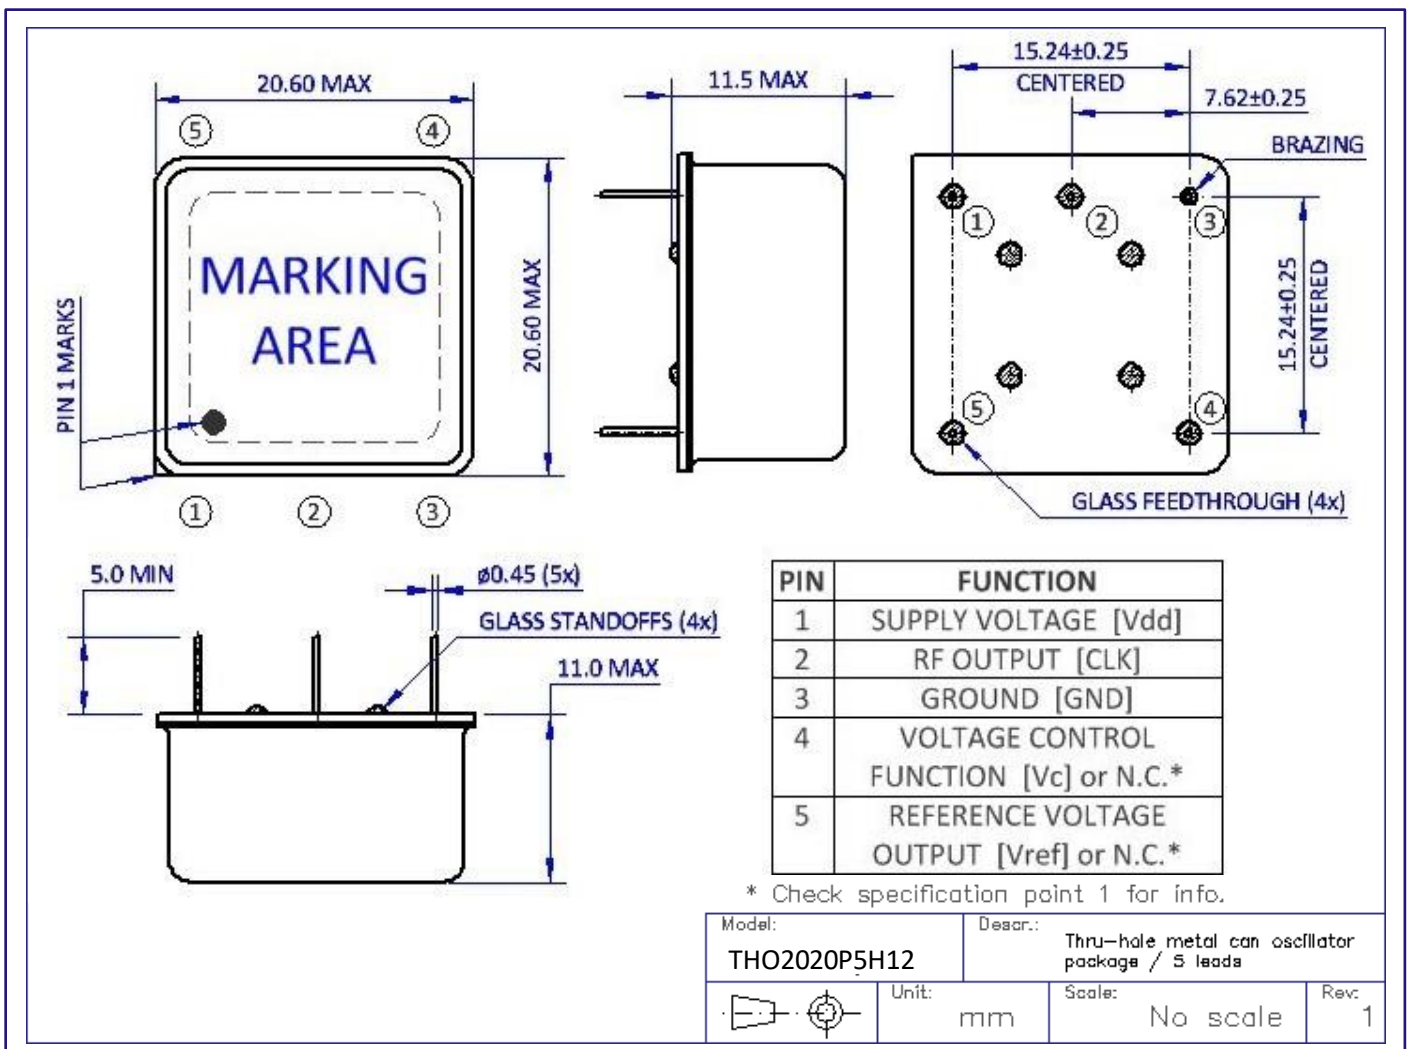 20.60 MAX
⑤ ④
MARKING
AREA
PIN 1 MARKS
20.60 MAX
① ② ③
11.5 MAX
15.24±0.25
CENTERED
7.62±0.25
BRAZING
① ② ③
15.24±0.25
CENTERED
⑤ ④
GLASS FEEDTHROUGH (4x)
5.0 MIN
ø0.45 (5x)
GLASS STANDOFFS (4x)
11.0 MAX
PIN FUNCTION
1 SUPPLY VOLTAGE [Vdd]
2 RF OUTPUT [CLK]
3 GROUND [GND]
4 VOLTAGE CONTROL
FUNCTION [Vc] or N.C.*
5 REFERENCE VOLTAGE
OUTPUT [Vref] or N.C.*
* Check specification point 1 for info.
Model:
THO2020P5H12
Descr.:
Thru-hole metal can oscillator
package / 5 leads
Unit:
mm
Scale:
No scale
Rev:
1